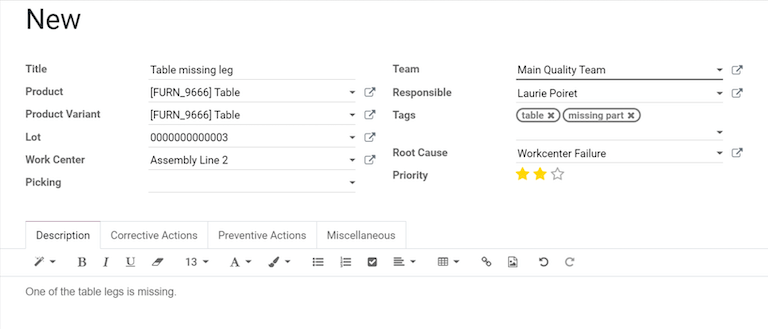 New
Title Table missing leg
Product [FURN_9666] Table
Product Variant [FURN_9666] Table
Lot 0000000000003
Work Center Assembly Line 2
Picking
Team Main Quality Team
Responsible Laurie Poiret
Tags table missing part
Root Cause Workcenter Failure
Priority
Description Corrective Actions Preventive Actions Miscellaneous
B I U 13 A
One of the table legs is missing.